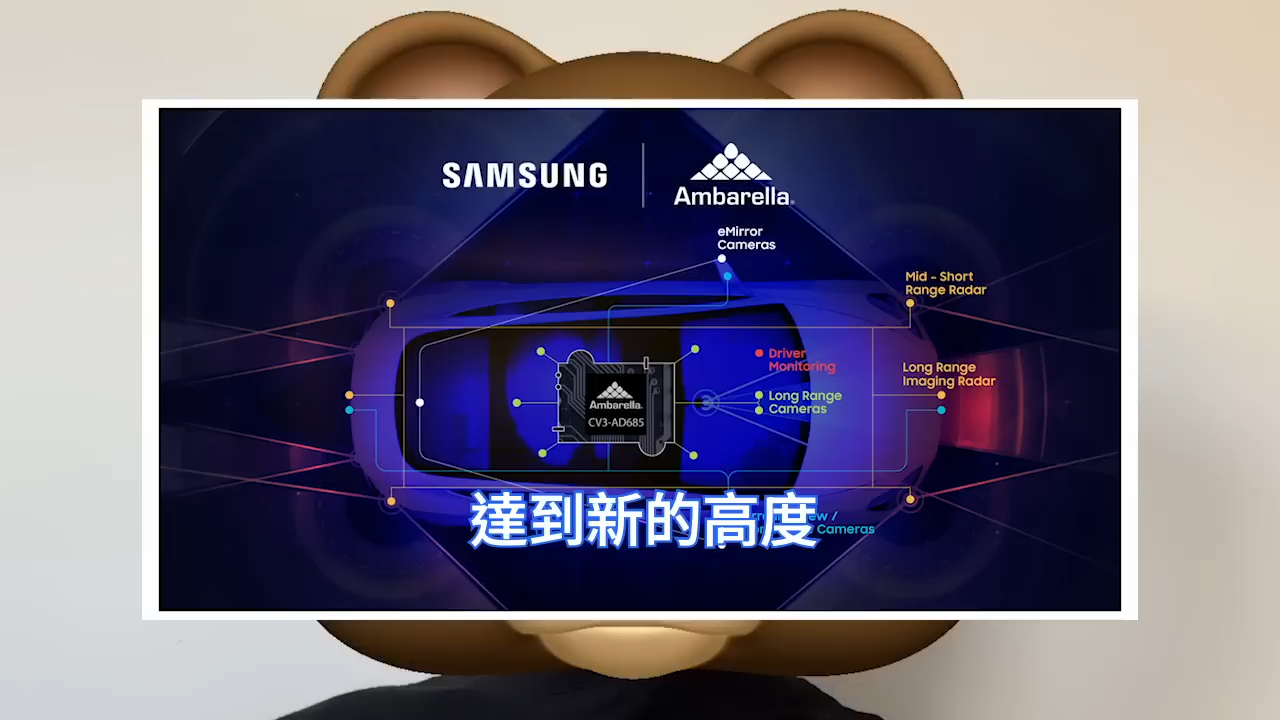 SAMSUNG
Ambarella
eMirror
Cameras
Mid - Short
Range Radar
Driver
Monitoring
Long Range
Cameras
Long Range
Imaging Radar
Ambarella
CV3-AD685
達到新的高度
Cameras